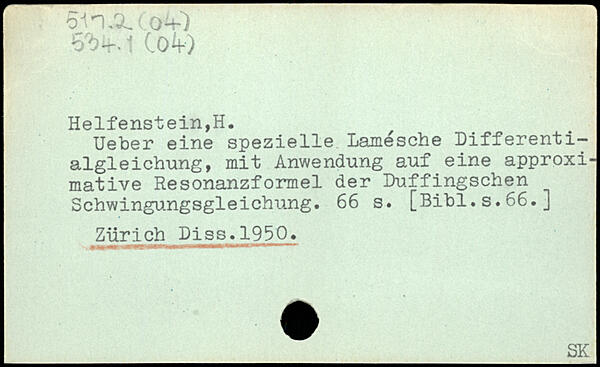 517.2 (04)
534.1 (04)
Helfenstein,H.
Ueber eine spezielle Lamésche Differenti-
algleichung, mit Anwendung auf eine approxi-
mative Resonanzformel der Duffingschen
Schwingungsgleichung. 66 s. [Bibl.s.66.]
Zürich Diss.1950.
SK